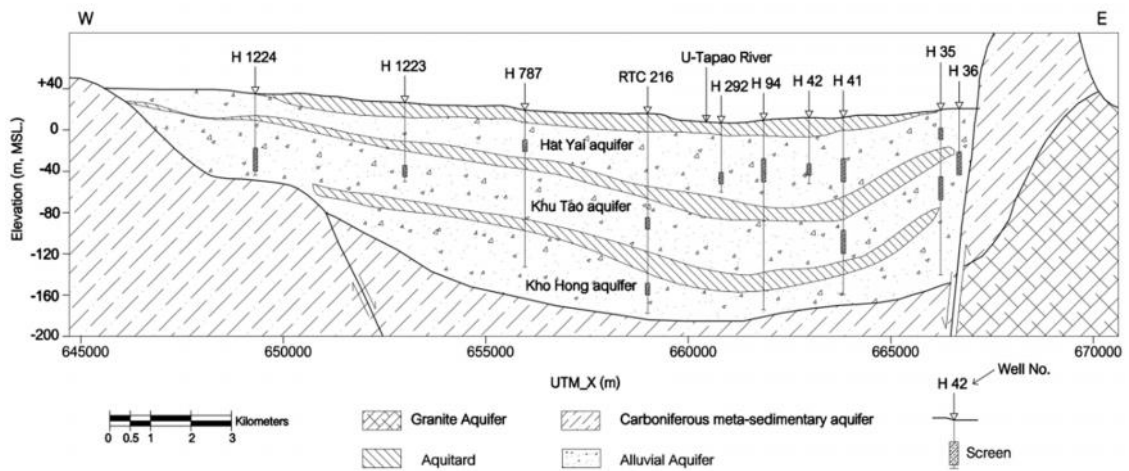 W
E
H 1224
H 1223
H 787
RTC 216
U-Tapao River
H 292
H 94
H 42
H 41
H 35
H 36
Elevation (m, MSL.)
+40
0
-40
-80
-120
-160
-200
Hat Yai aquifer
Khu Tao aquifer
Kho Hong aquifer
645000
650000
655000
660000
665000
670000
UTM_X (m)
Kilometers
0 0.5 1 2 3
Granite Aquifer
Carboniferous meta-sedimentary aquifer
Aquitard
Alluvial Aquifer
Well No.
H 42
Screen